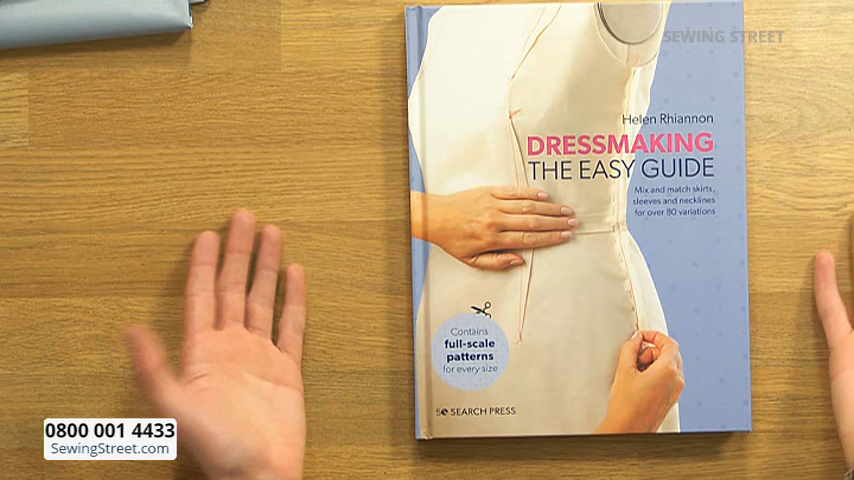 SEWING STREET
Helen Rhiannon
DRESSMAKING
THE EASY GUIDE
Mix and match skirts,
sleeves and necklines
for over 80 variations
Contains
full-scale
patterns
for every size
SEARCH PRESS
0800 001 4433
SewingStreet.com